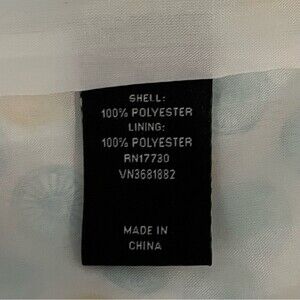 SHELL:
100% POLYESTER
LINING:
100% POLYESTER
RN17730
VN3681882
MADE IN
CHINA